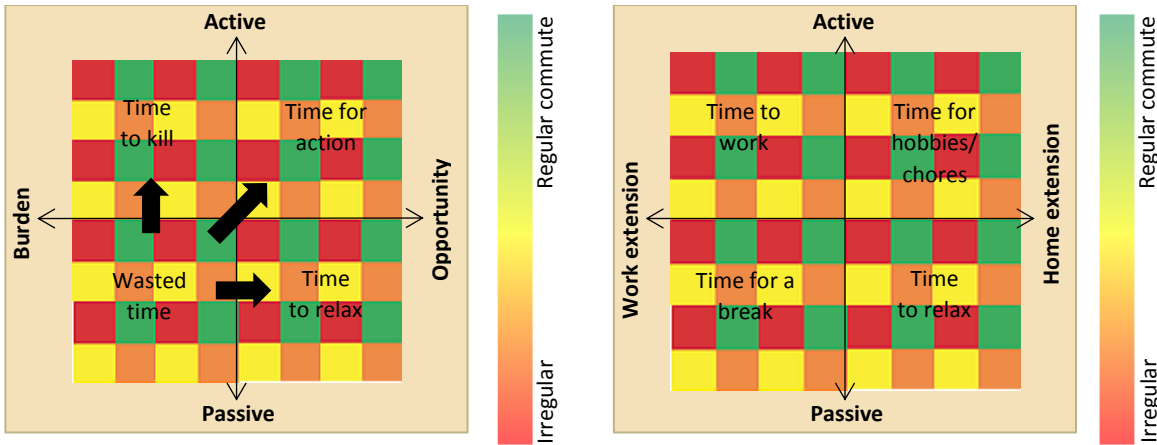 Active
Time
to kill
Time for
action
Burden
Opportunity
Wasted
time
Time
to relax
Passive
Regular commute
Irregular
Active
Time to
work
Time for
hobbies/
chores
Work extension
Home extension
Time for a
break
Time
to relax
Passive
Regular commute
Irregular